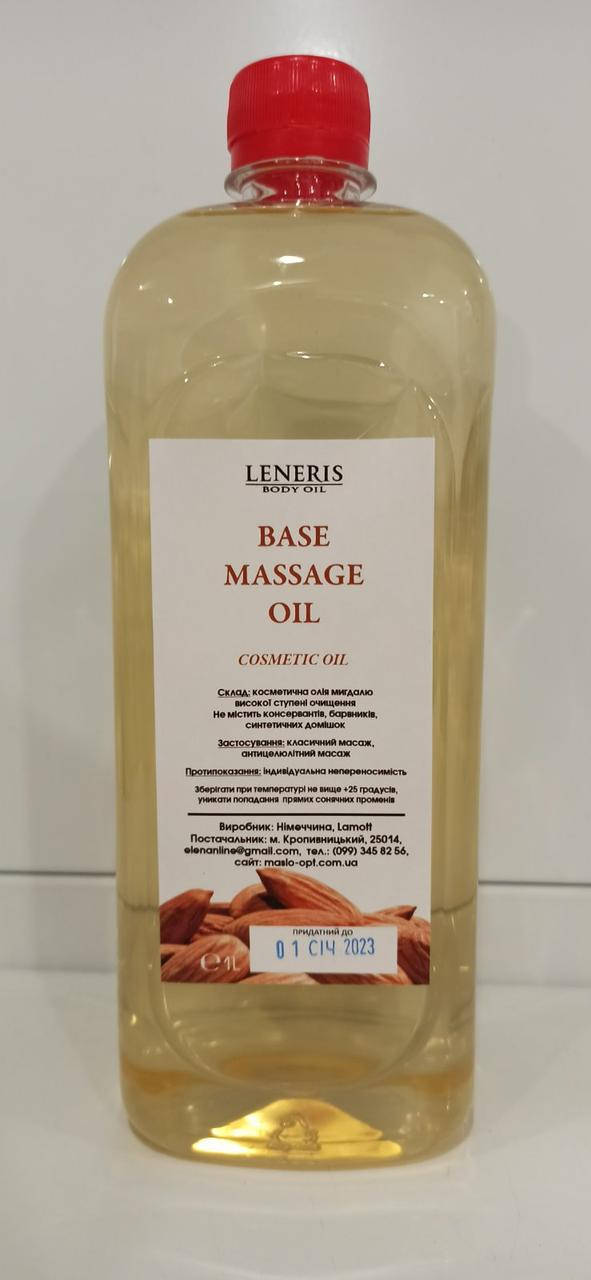 LENERIS
BODY OIL
BASE
MASSAGE
OIL
COSMETIC OIL
Склад: косметична олія мигдалю
високої ступені очищення
Не містить консервантів, барвників,
синтетичних домішок
Застосування: класичний масаж,
антицелюлітний масаж
Протипоказання: індивідуальна непереносимість
Зберігати при температурі не вище +25 градусів,
уникати попадання прямих сонячних променів
Виробник: Німеччина, Lamott
Постачальник: м. Кропивницький, 25014,
elenanline@gmail.com, тел.: (099) 345 82 56,
сайт: maslo-opt.com.ua
ПРИДАТНИЙ ДО
01 СІЧ 2023
℮ 1L